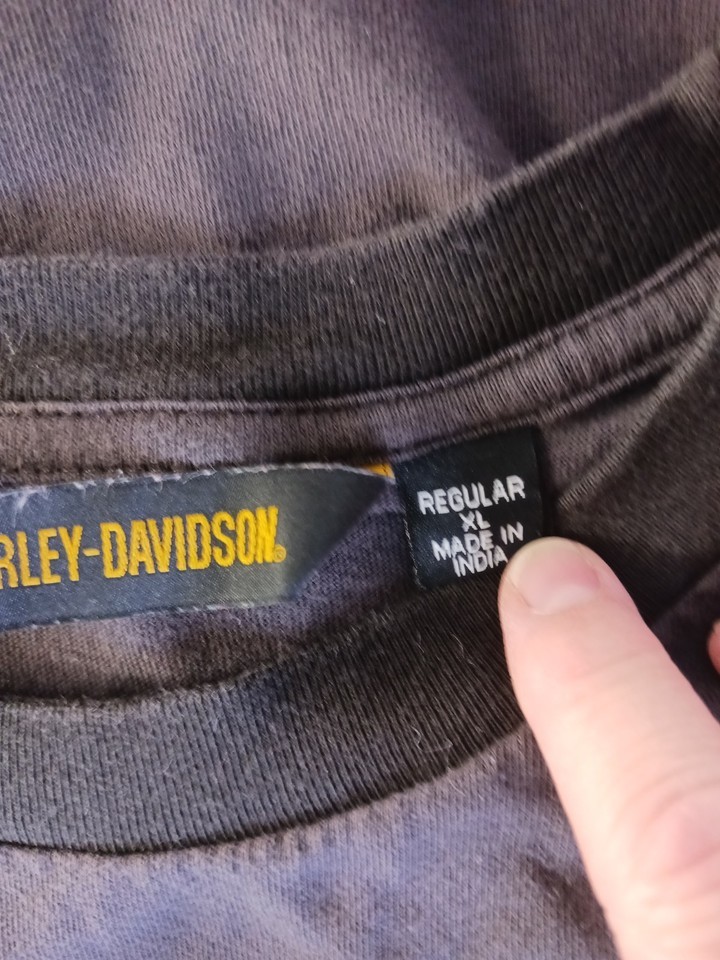 RLEY-DAVIDSON®
REGULAR
XL
MADE IN
INDIA